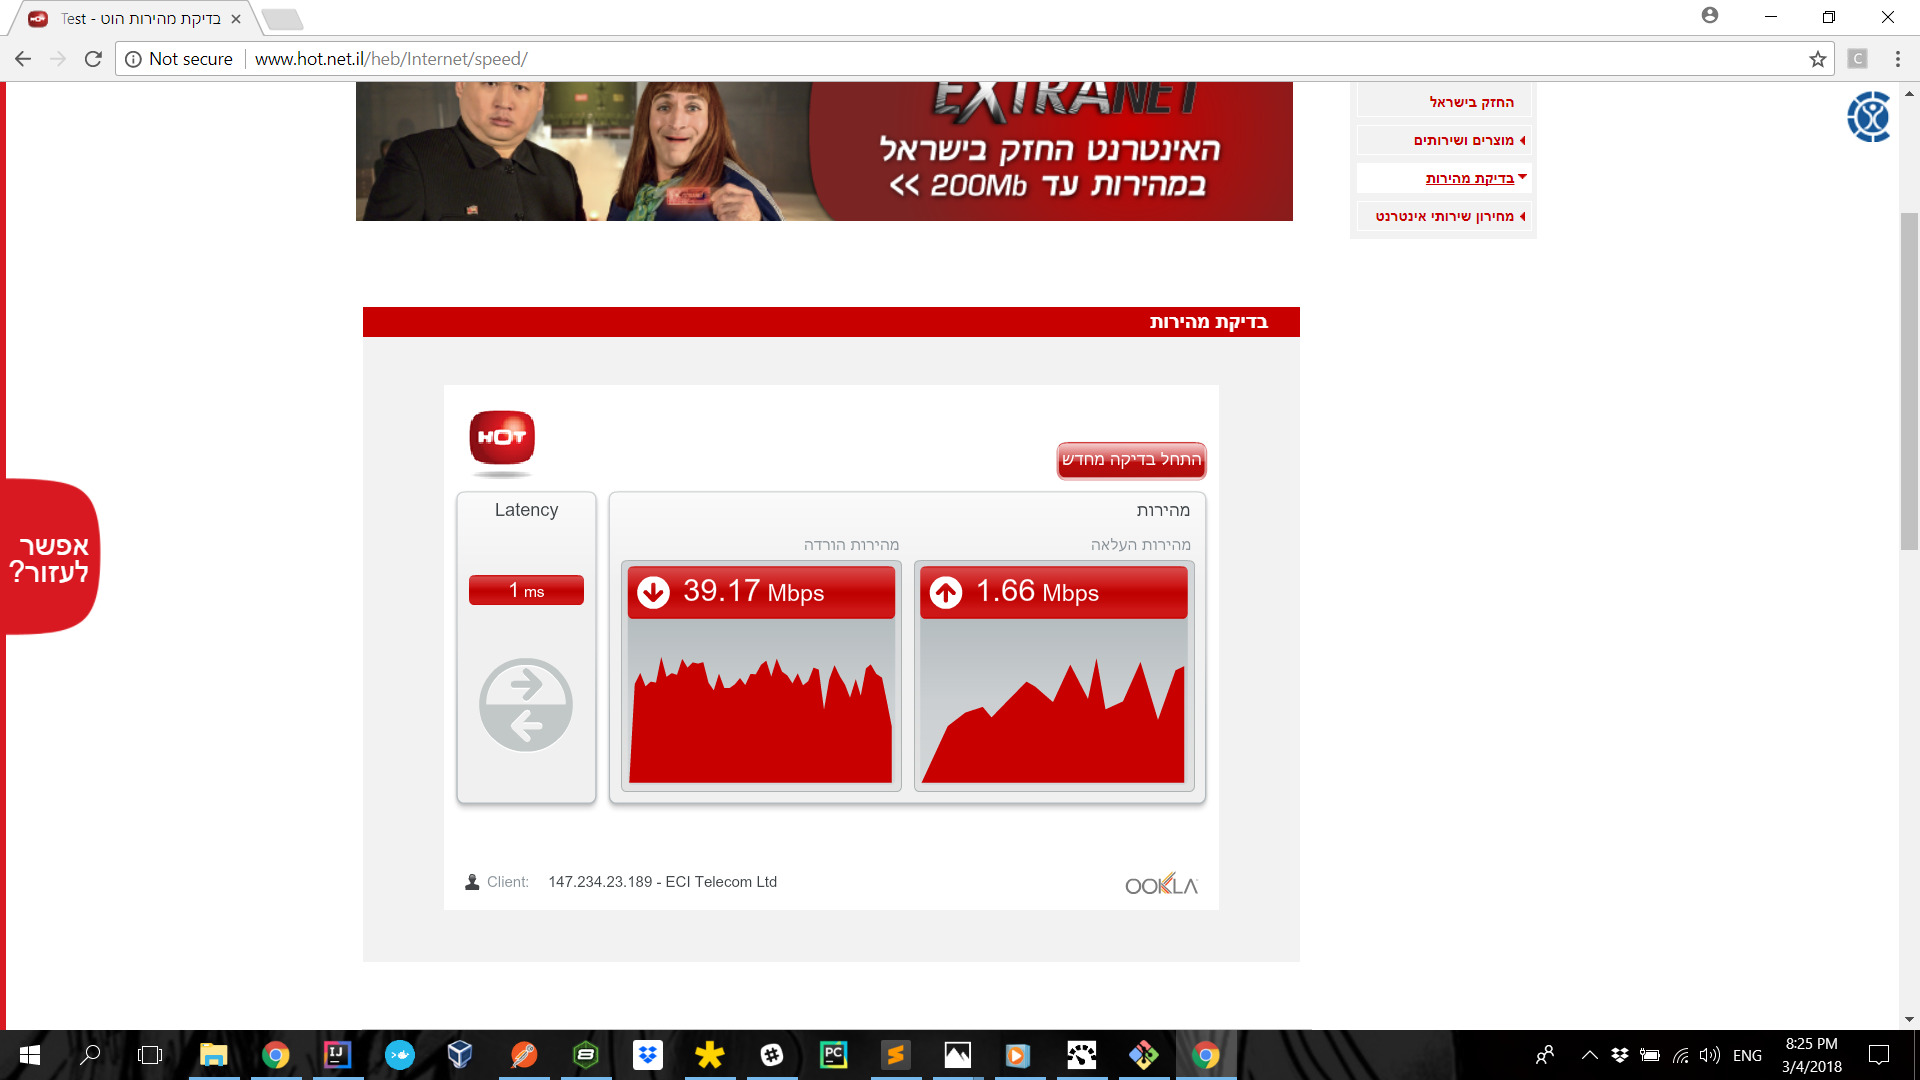 Test - בדיקת מהירות הוט
Not secure
www.hot.net.il/heb/Internet/speed/
C
EXTRANET
האינטרנט החזק בישראל
במהירות עד 200Mb >>
החזק בישראל
מוצרים ושירותים
בדיקת מהירות
מחירון שירותי אינטרנט
בדיקת מהירות
HOT
התחל בדיקה מחדש
Latency
1 ms
מהירות
מהירות הורדה
מהירות העלאה
39.17 Mbps
1.66 Mbps
אפשר
לעזור?
Client: 147.234.23.189 - ECI Telecom Ltd
OOKLA
IJ
PC
ENG
8:25 PM
3/4/2018